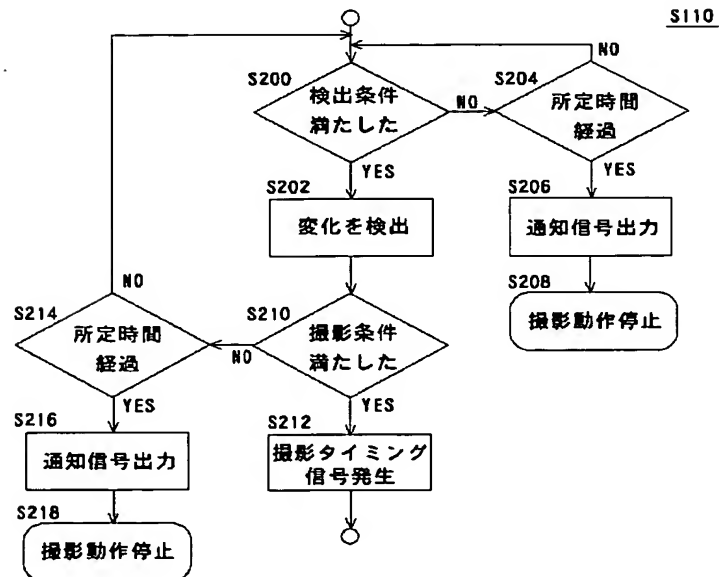 S110
S200
検出条件
満たした
NO
YES
S204
NO
所定時間
経過
YES
S202
変化を検出
S206
通知信号出力
S208
撮影動作停止
S210
撮影条件
満たした
NO
YES
S214
NO
所定時間
経過
YES
S212
撮影タイミング
信号発生
S216
通知信号出力
S218
撮影動作停止